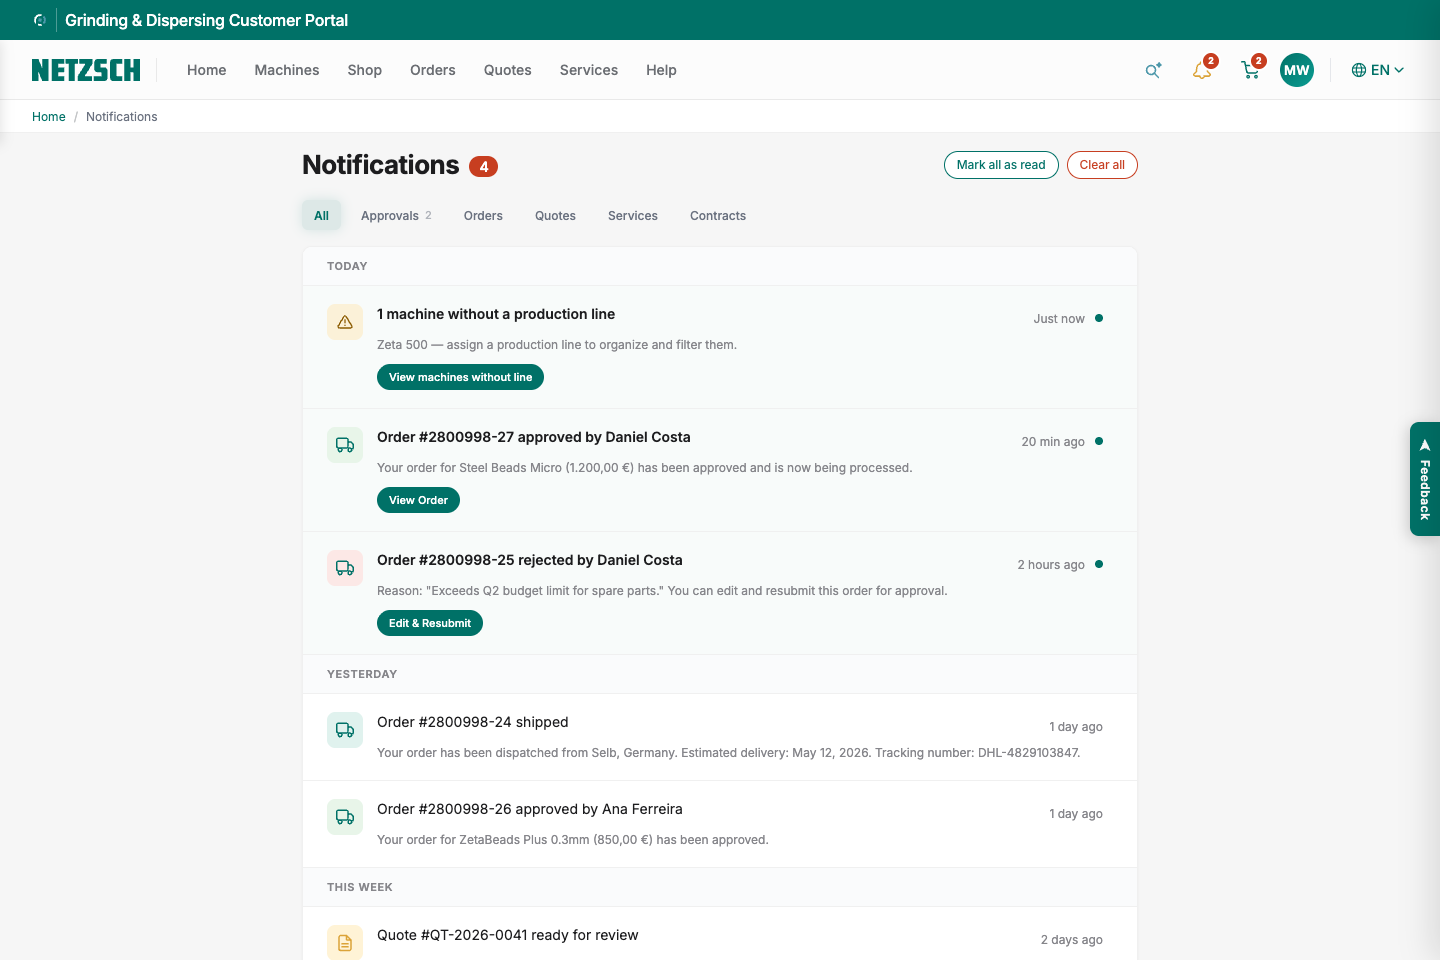 Grinding & Dispersing Customer Portal
NETZSCH
Home
Machines
Shop
Orders
Quotes
Services
Help
2
2
MW
EN
Home / Notifications
Notifications 4
Mark all as read
Clear all
All
Approvals 2
Orders
Quotes
Services
Contracts
TODAY
1 machine without a production line
Just now
Zeta 500 — assign a production line to organize and filter them.
View machines without line
Order #2800998-27 approved by Daniel Costa
20 min ago
Your order for Steel Beads Micro (1.200,00 €) has been approved and is now being processed.
View Order
Order #2800998-25 rejected by Daniel Costa
2 hours ago
Reason: "Exceeds Q2 budget limit for spare parts." You can edit and resubmit this order for approval.
Edit & Resubmit
YESTERDAY
Order #2800998-24 shipped
1 day ago
Your order has been dispatched from Selb, Germany. Estimated delivery: May 12, 2026. Tracking number: DHL-4829103847.
Order #2800998-26 approved by Ana Ferreira
1 day ago
Your order for ZetaBeads Plus 0.3mm (850,00 €) has been approved.
THIS WEEK
Quote #QT-2026-0041 ready for review
2 days ago
Feedback